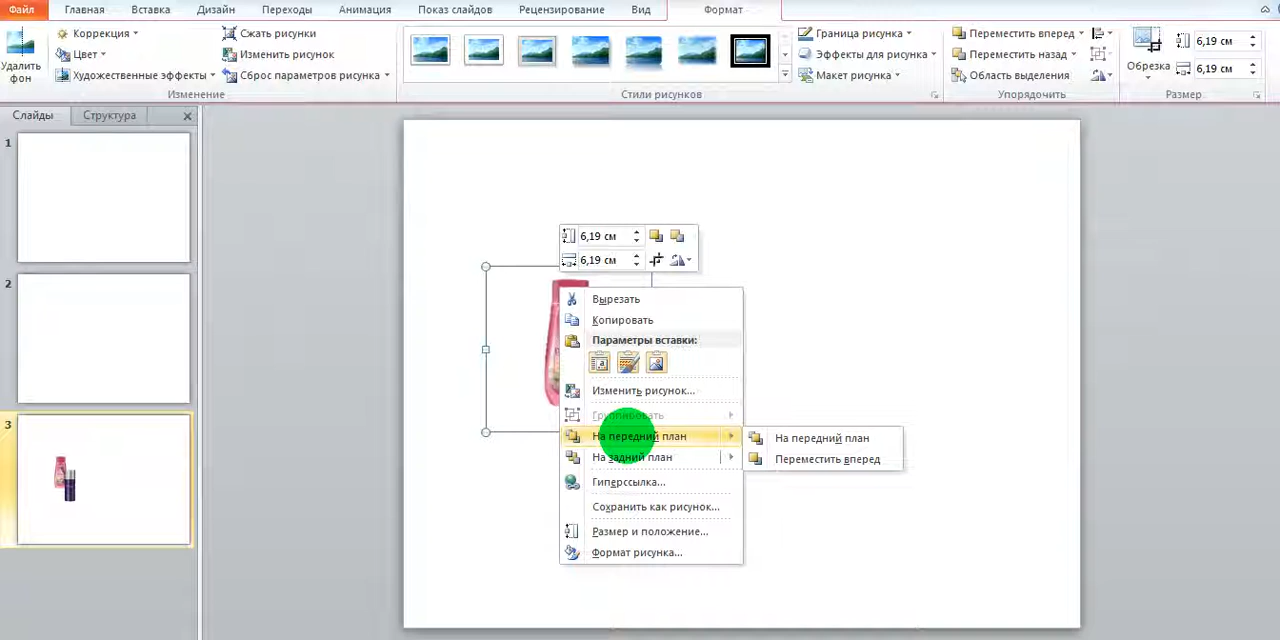 Файл Главная Вставка Дизайн Переходы Анимация Показ слайдов Рецензирование Вид Формат
Удалить фон
Коррекция
Цвет
Художественные эффекты
Сжать рисунки
Изменить рисунок
Сброс параметров рисунка
Изменение
Стили рисунков
Граница рисунка
Эффекты для рисунка
Макет рисунка
Переместить вперед
Переместить назад
Область выделения
Упорядочить
Обрезка
6,19 см
6,19 см
Размер
Слайды Структура
1
2
3
6,19 см
6,19 см
Вырезать
Копировать
Параметры вставки:
Изменить рисунок...
Группировать
На передний план
На задний план
Гиперссылка...
Сохранить как рисунок...
Размер и положение...
Формат рисунка...
На передний план
Переместить вперед